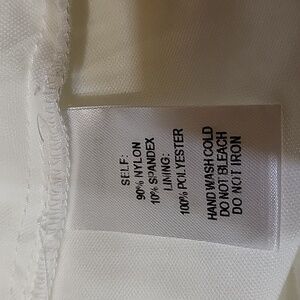 SELF:
90% NYLON
10% SPANDEX
LINING:
100% POLYESTER
HAND WASH COLD
DO NOT BLEACH
DO NOT IRON